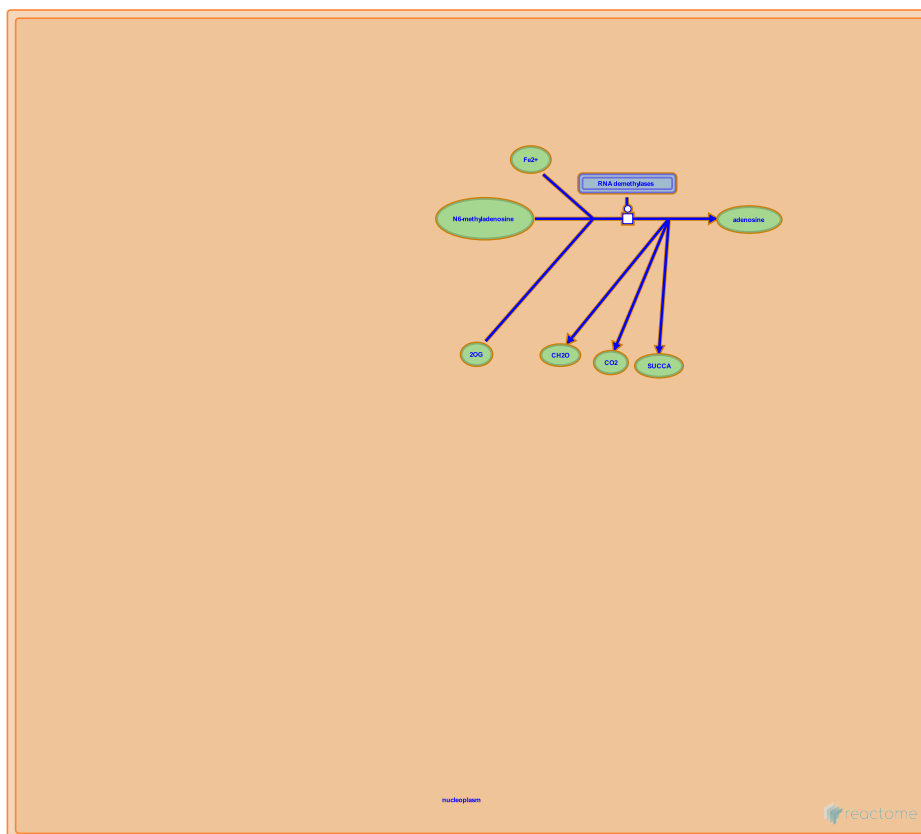 Fe2+
RNA demethylases
N6-methyladenosine
adenosine
2OG
CH2O
CO2
SUCCA
nucleoplasm
reactome